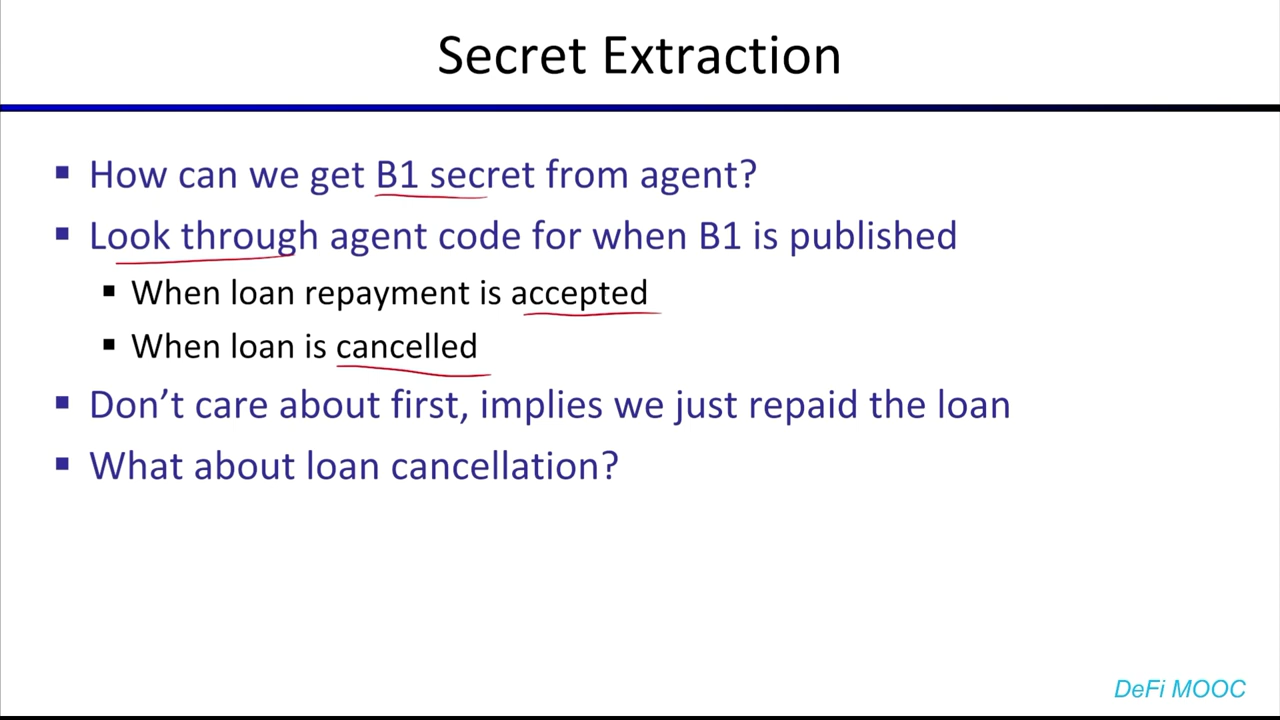 Secret Extraction
▪ How can we get B1 secret from agent?
▪ Look through agent code for when B1 is published
▪ When loan repayment is accepted
▪ When loan is cancelled
▪ Don’t care about first, implies we just repaid the loan
▪ What about loan cancellation?
DeFi MOOC